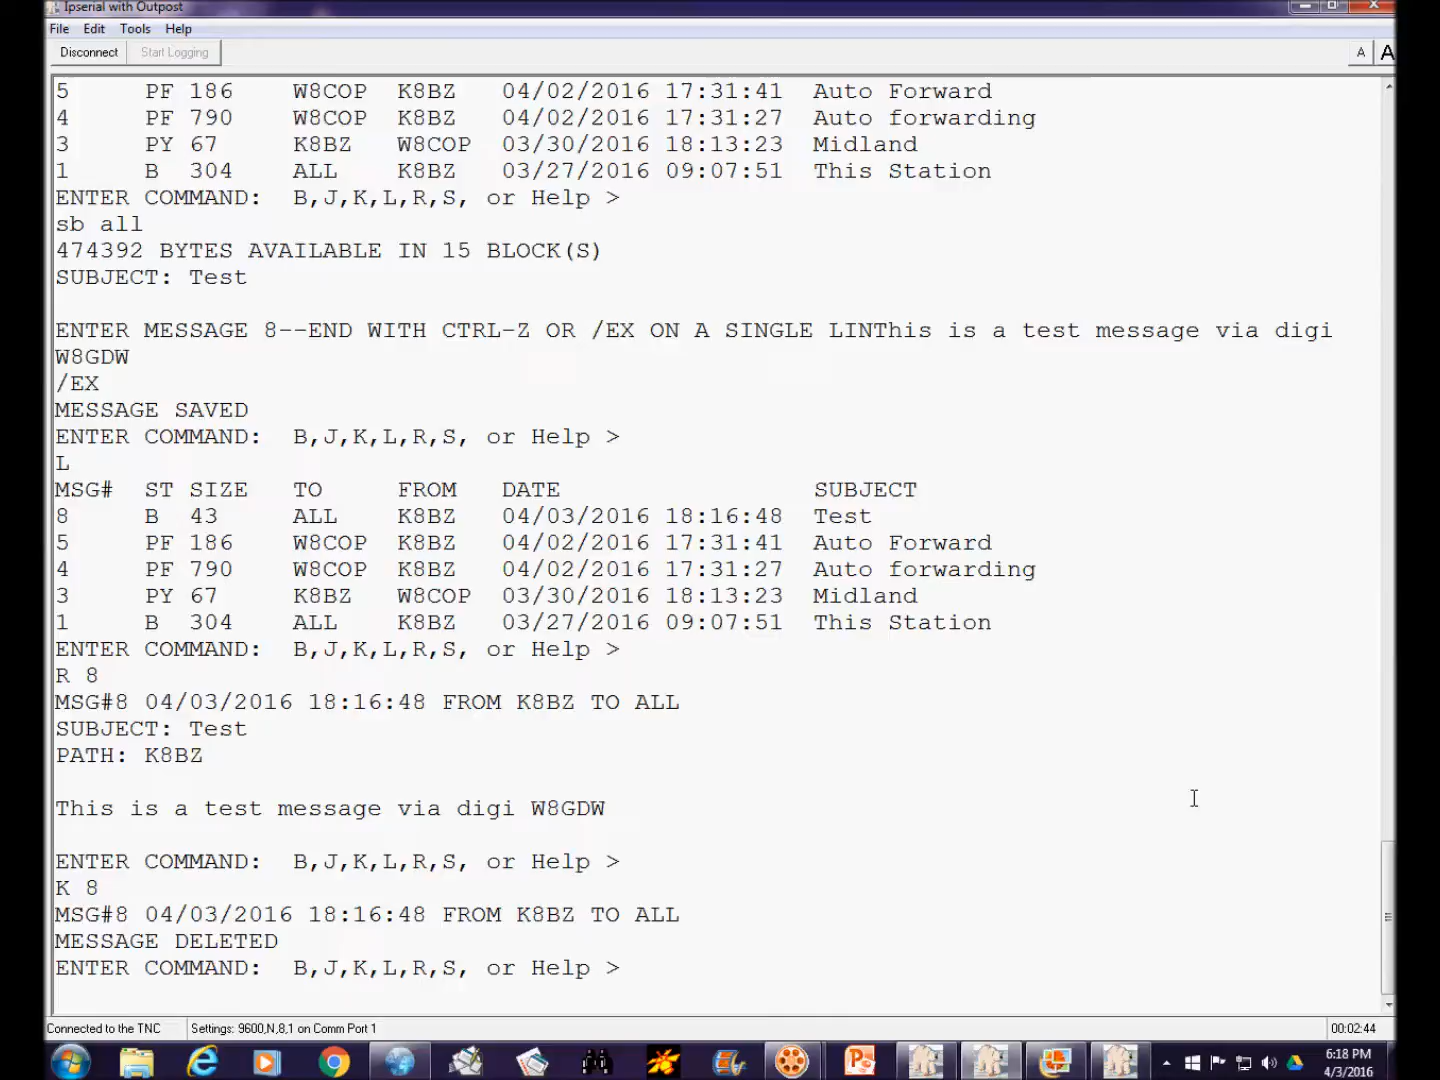 Ipserial with Outpost
File Edit Tools Help
Disconnect Start Logging A A
5 PF 186 W8COP K8BZ 04/02/2016 17:31:41 Auto Forward
4 PF 790 W8COP K8BZ 04/02/2016 17:31:27 Auto forwarding
3 PY 67 K8BZ W8COP 03/30/2016 18:13:23 Midland
1 B 304 ALL K8BZ 03/27/2016 09:07:51 This Station
ENTER COMMAND: B,J,K,L,R,S, or Help >
sb all
474392 BYTES AVAILABLE IN 15 BLOCK(S)
SUBJECT: Test
ENTER MESSAGE 8--END WITH CTRL-Z OR /EX ON A SINGLE LINThis is a test message via digi
W8GDW
/EX
MESSAGE SAVED
ENTER COMMAND: B,J,K,L,R,S, or Help >
L
MSG# ST SIZE TO FROM DATE SUBJECT
8 B 43 ALL K8BZ 04/03/2016 18:16:48 Test
5 PF 186 W8COP K8BZ 04/02/2016 17:31:41 Auto Forward
4 PF 790 W8COP K8BZ 04/02/2016 17:31:27 Auto forwarding
3 PY 67 K8BZ W8COP 03/30/2016 18:13:23 Midland
1 B 304 ALL K8BZ 03/27/2016 09:07:51 This Station
ENTER COMMAND: B,J,K,L,R,S, or Help >
R 8
MSG#8 04/03/2016 18:16:48 FROM K8BZ TO ALL
SUBJECT: Test
PATH: K8BZ
This is a test message via digi W8GDW
ENTER COMMAND: B,J,K,L,R,S, or Help >
K 8
MSG#8 04/03/2016 18:16:48 FROM K8BZ TO ALL
MESSAGE DELETED
ENTER COMMAND: B,J,K,L,R,S, or Help >
Connected to the TNC Settings: 9600,N,8,1 on Comm Port 1 00:02:44
6:18 PM
4/3/2016